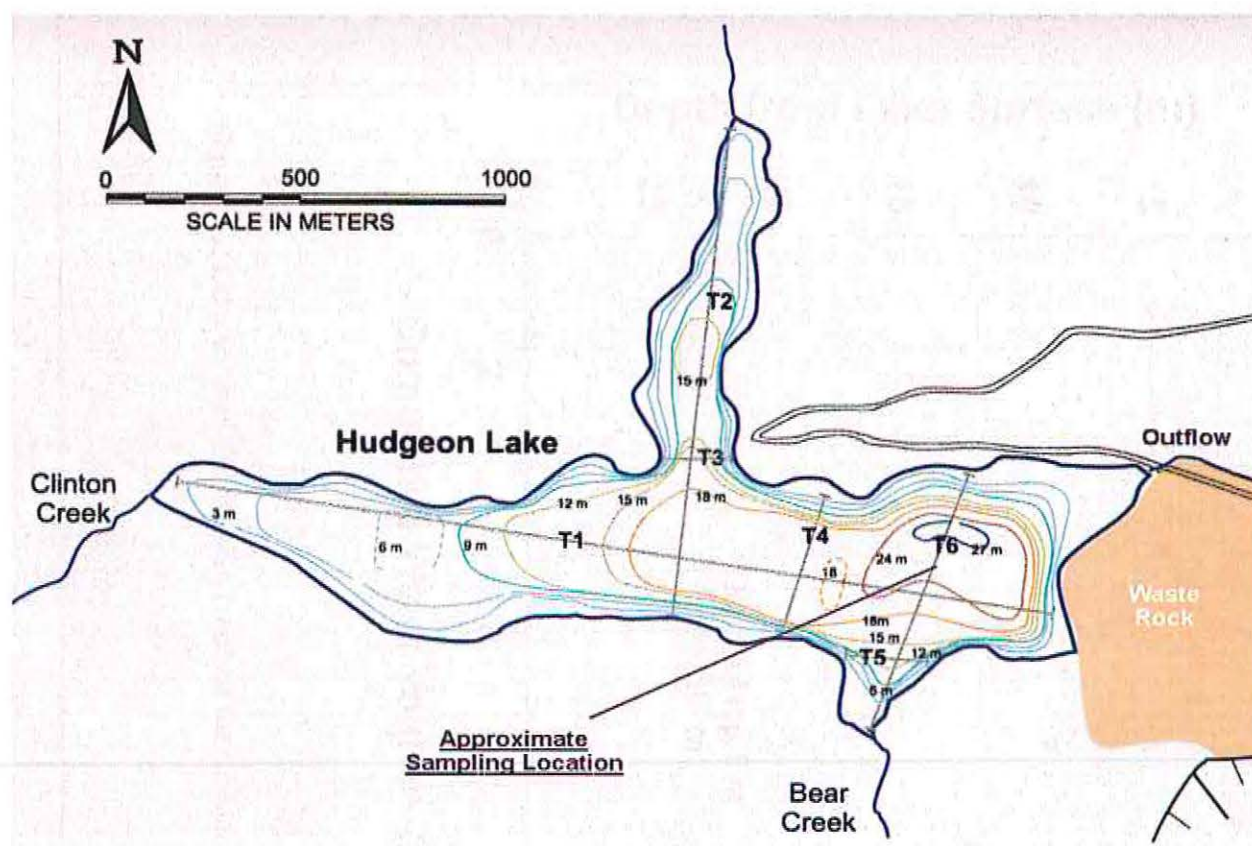 N
0 500 1000
SCALE IN METERS
T2
15 m
Hudgeon Lake
T3
Outflow
Clinton
Creek
3 m
6 m
9 m
12 m
15 m
18 m
T1
T4
18
24 m
T6
27 m
Waste
Rock
18m
15 m
T5
12 m
6 m
Approximate
Sampling Location
Bear
Creek